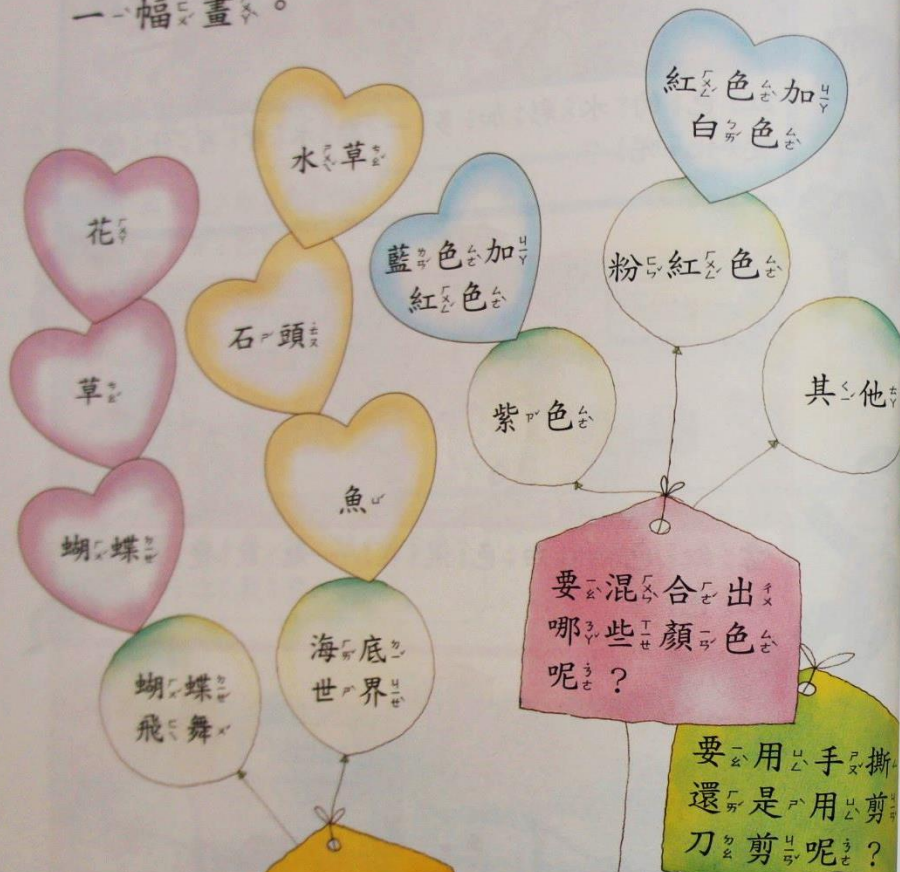 一幅畫。
花
草
蝴蝶
蝴蝶
飛舞
水草
石頭
魚
海底
世界
藍色加
紅色
紫色
紅色加
白色
粉紅色
其他
要混合出
哪些顏色
呢？
要用手撕
還是用剪
刀剪呢？